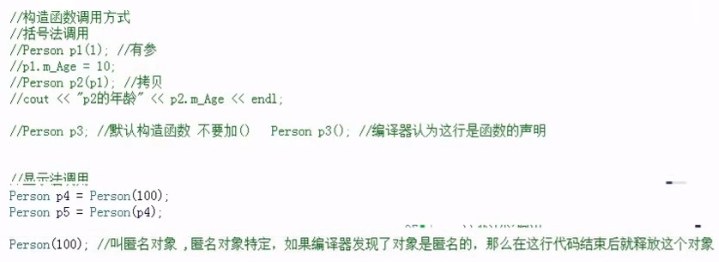 //构造函数调用方式
//括号法调用
//Person p1(1); //有参
//p1.m_Age = 10;
//Person p2(p1); //拷贝
//cout << "p2的年龄" << p2.m_Age << endl;
//Person p3; //默认构造函数 不要加() Person p3(); //编译器认为这行是函数的声明
//显示法调用
Person p4 = Person(100);
Person p5 = Person(p4);
Person(100); //叫匿名对象 ,匿名对象特定，如果编译器发现了对象是匿名的，那么在这行代码结束后就释放这个对象